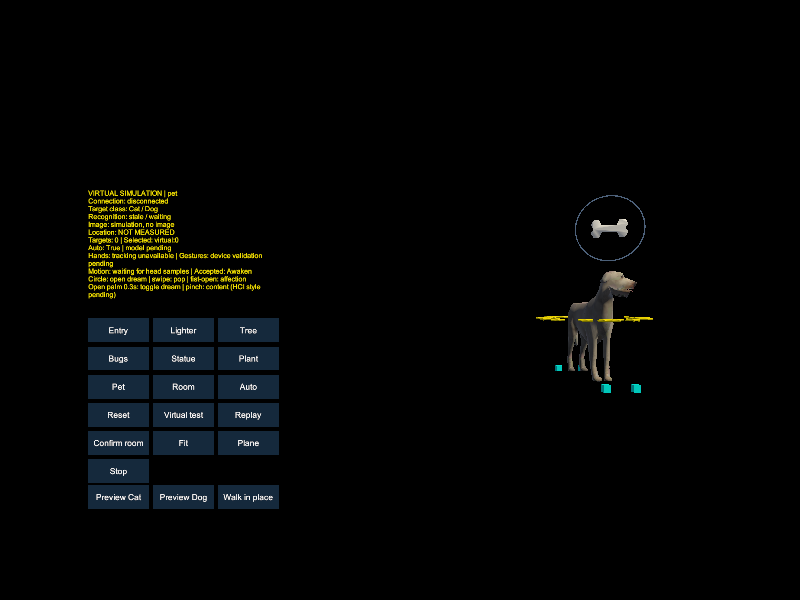 VIRTUAL SIMULATION | pet
Connection: disconnected
Target class: Cat / Dog
Recognition: stale / waiting
Image: simulation, no image
Location: NOT MEASURED
Targets: 0 | Selected: virtual:0
Auto: True | model pending
Hands: tracking unavailable | Gestures: device validation
pending
Motion: waiting for head samples | Accepted: Awaken
Circle: open dream | swipe: pop | fist-open: affection
Open palm 0.3s: toggle dream | pinch: content (HCI style
pending)
Entry Lighter Tree
Bugs Statue Plant
Pet Room Auto
Reset Virtual test Replay
Confirm room Fit Plane
Stop
Preview Cat Preview Dog Walk in place